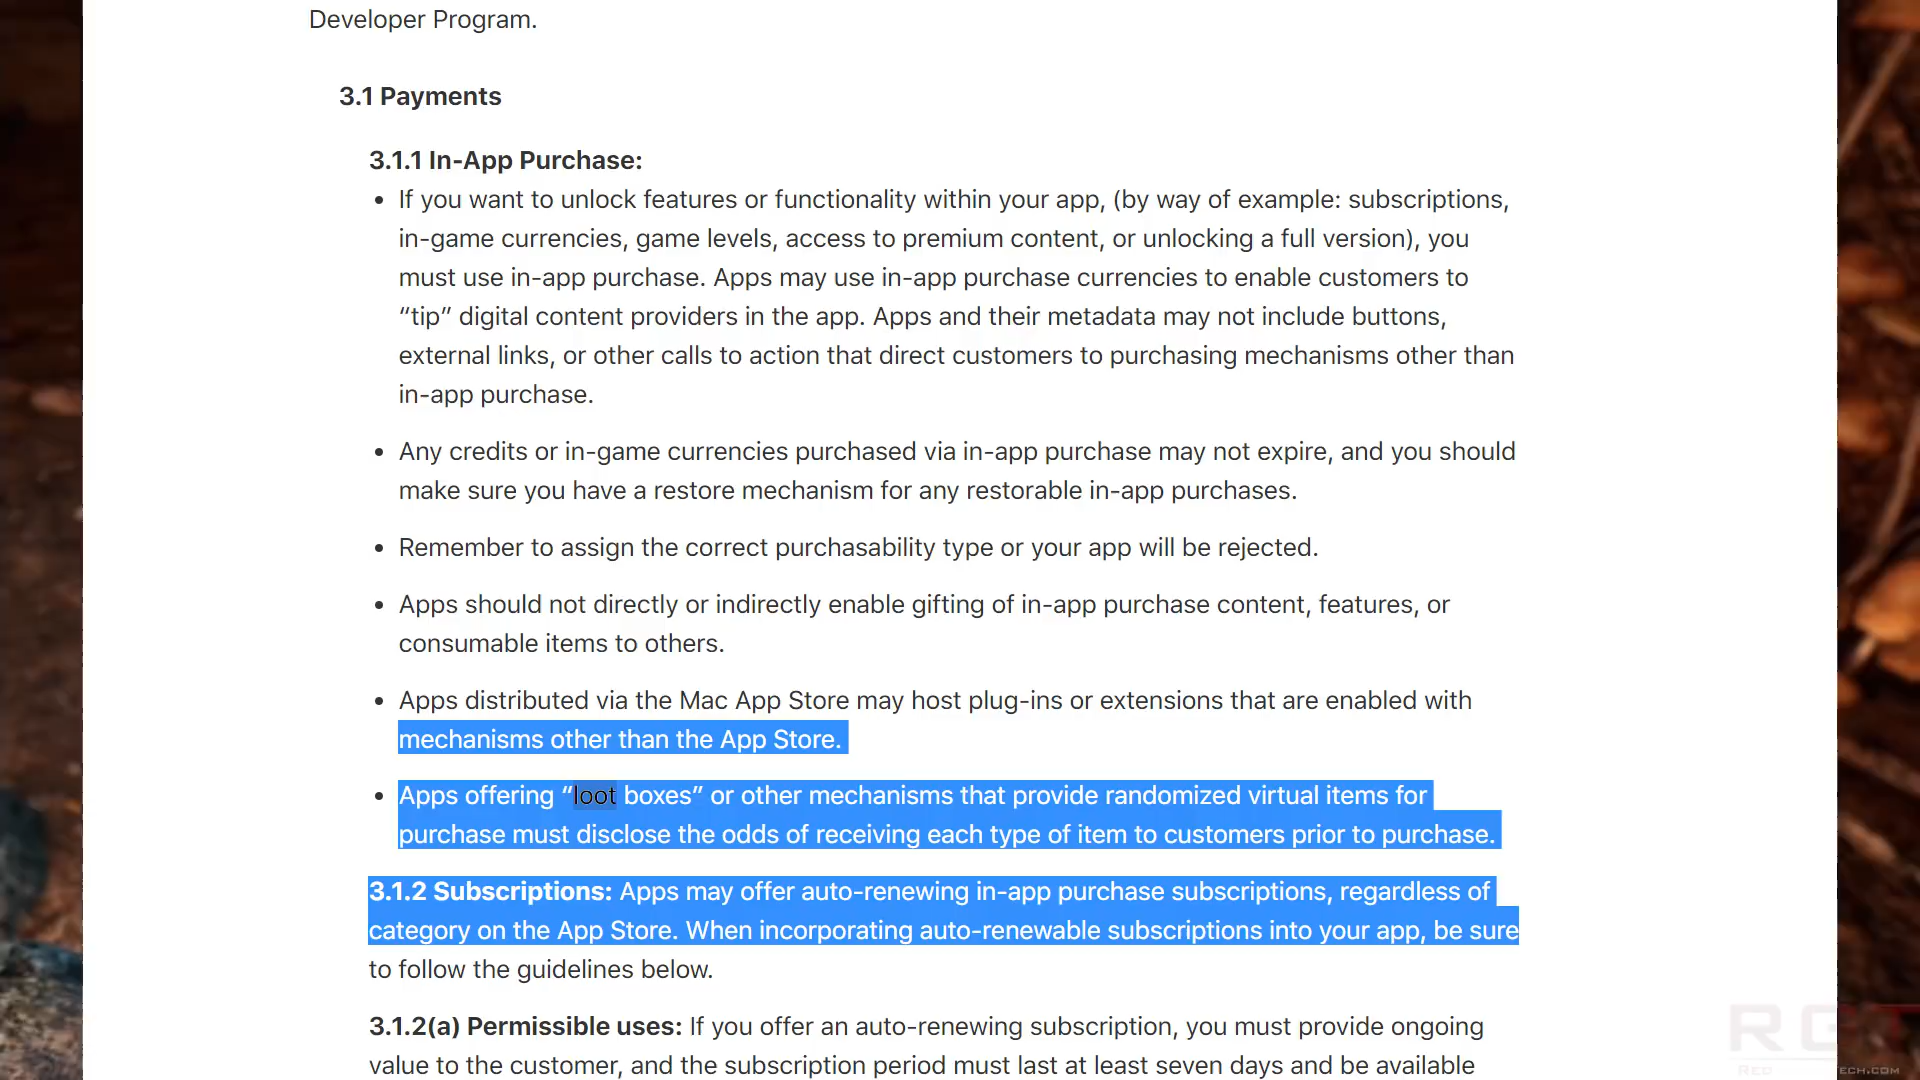 Developer Program.
3.1 Payments
3.1.1 In-App Purchase:
• If you want to unlock features or functionality within your app, (by way of example: subscriptions,
in-game currencies, game levels, access to premium content, or unlocking a full version), you
must use in-app purchase. Apps may use in-app purchase currencies to enable customers to
“tip” digital content providers in the app. Apps and their metadata may not include buttons,
external links, or other calls to action that direct customers to purchasing mechanisms other than
in-app purchase.
• Any credits or in-game currencies purchased via in-app purchase may not expire, and you should
make sure you have a restore mechanism for any restorable in-app purchases.
• Remember to assign the correct purchasability type or your app will be rejected.
• Apps should not directly or indirectly enable gifting of in-app purchase content, features, or
consumable items to others.
• Apps distributed via the Mac App Store may host plug-ins or extensions that are enabled with
mechanisms other than the App Store.
• Apps offering “loot boxes” or other mechanisms that provide randomized virtual items for
purchase must disclose the odds of receiving each type of item to customers prior to purchase.
3.1.2 Subscriptions: Apps may offer auto-renewing in-app purchase subscriptions, regardless of
category on the App Store. When incorporating auto-renewable subscriptions into your app, be sure
to follow the guidelines below.
3.1.2(a) Permissible uses: If you offer an auto-renewing subscription, you must provide ongoing
value to the customer, and the subscription period must last at least seven days and be available